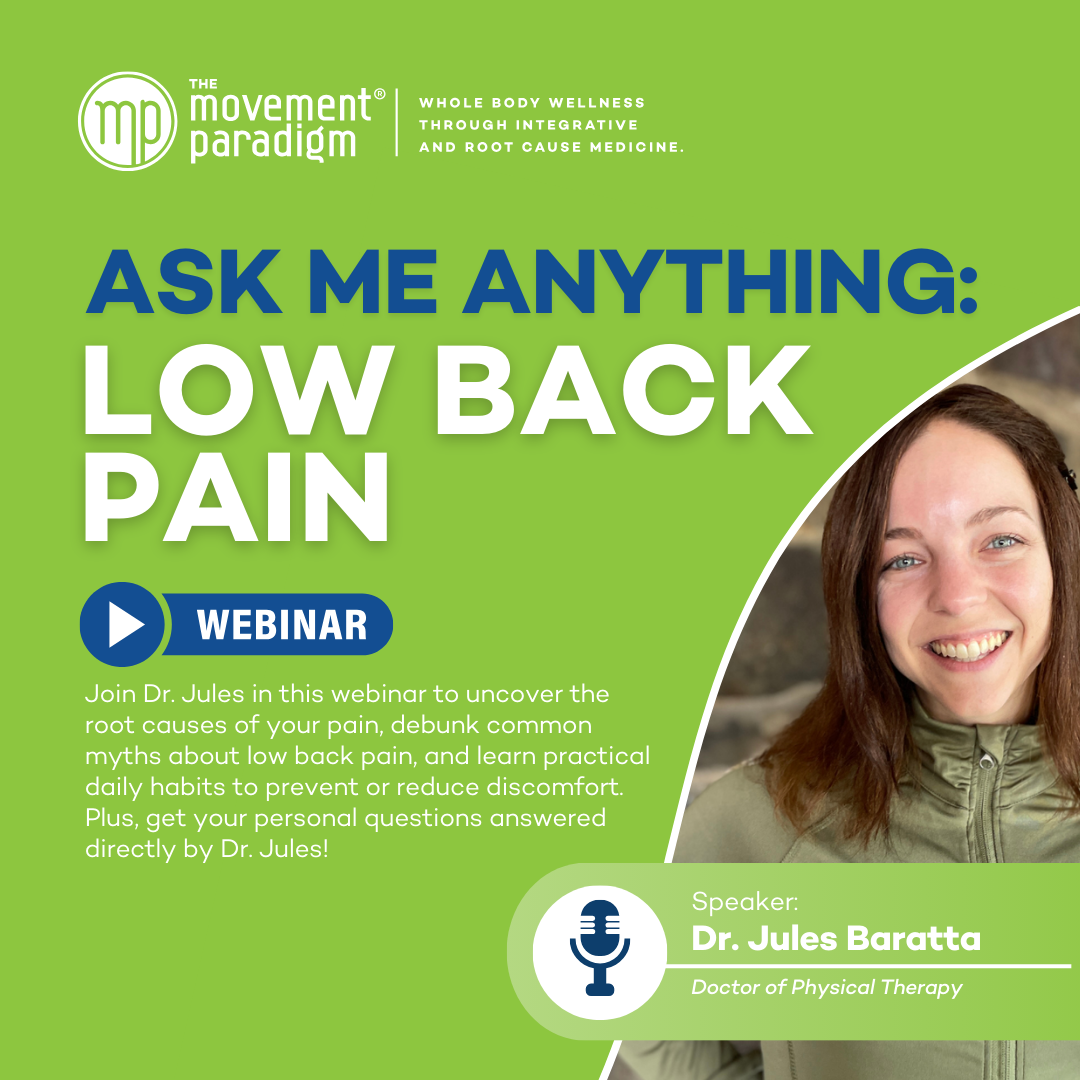 mp
THE
movement®
paradigm
WHOLE BODY WELLNESS
THROUGH INTEGRATIVE
AND ROOT CAUSE MEDICINE.
ASK ME ANYTHING:
LOW BACK
PAIN
WEBINAR
Join Dr. Jules in this webinar to uncover the
root causes of your pain, debunk common
myths about low back pain, and learn practical
daily habits to prevent or reduce discomfort.
Plus, get your personal questions answered
directly by Dr. Jules!
Speaker:
Dr. Jules Baratta
Doctor of Physical Therapy